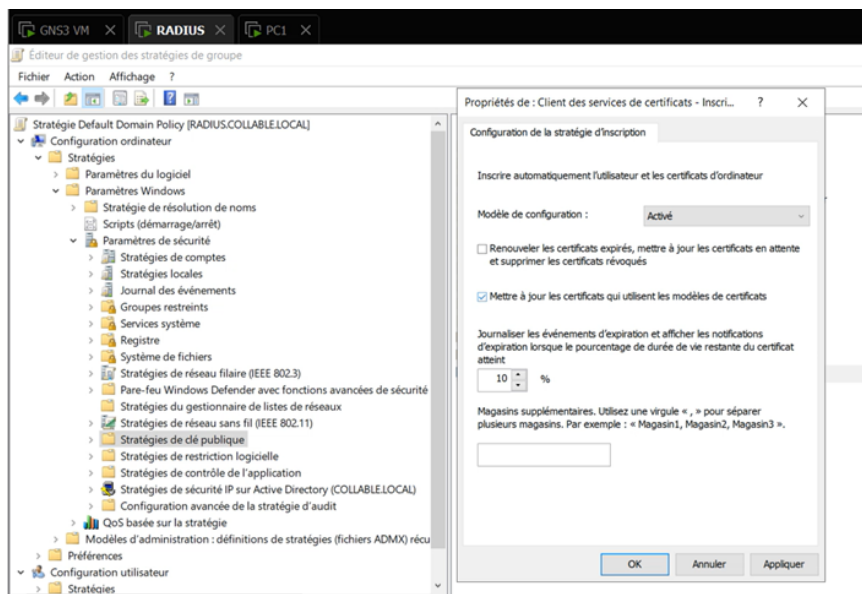 GNS3 VM
RADIUS
PC1
Éditeur de gestion des stratégies de groupe
Fichier Action Affichage ?
Stratégie Default Domain Policy [RADIUS.COLLABLE.LOCAL]
Configuration ordinateur
Stratégies
Paramètres du logiciel
Paramètres Windows
Stratégie de résolution de noms
Scripts (démarrage/arrêt)
Paramètres de sécurité
Stratégies de comptes
Stratégies locales
Journal des événements
Groupes restreints
Services système
Registre
Système de fichiers
Stratégies de réseau filaire (IEEE 802.3)
Pare-feu Windows Defender avec fonctions avancées de sécurité
Stratégies du gestionnaire de listes de réseaux
Stratégies de réseau sans fil (IEEE 802.11)
Stratégies de clé publique
Stratégies de restriction logicielle
Stratégies de contrôle de l'application
Stratégies de sécurité IP sur Active Directory (COLLABLE.LOCAL)
Configuration avancée de la stratégie d'audit
QoS basée sur la stratégie
Modèles d'administration : définitions de stratégies (fichiers ADMX) récu
Préférences
Configuration utilisateur
Stratégies
Propriétés de : Client des services de certificats - Inscri... ?
Configuration de la stratégie d'inscription
Inscrire automatiquement l'utilisateur et les certificats d'ordinateur
Modèle de configuration : Activé
Renouveler les certificats expirés, mettre à jour les certificats en attente
et supprimer les certificats révoqués
Mettre à jour les certificats qui utilisent les modèles de certificats
Journaliser les événements d'expiration et afficher les notifications
d'expiration lorsque le pourcentage de durée de vie restante du certificat
atteint
10 %
Magasins supplémentaires. Utilisez une virgule « , » pour séparer
plusieurs magasins. Par exemple : « Magasin1, Magasin2, Magasin3 ».
OK Annuler Appliquer